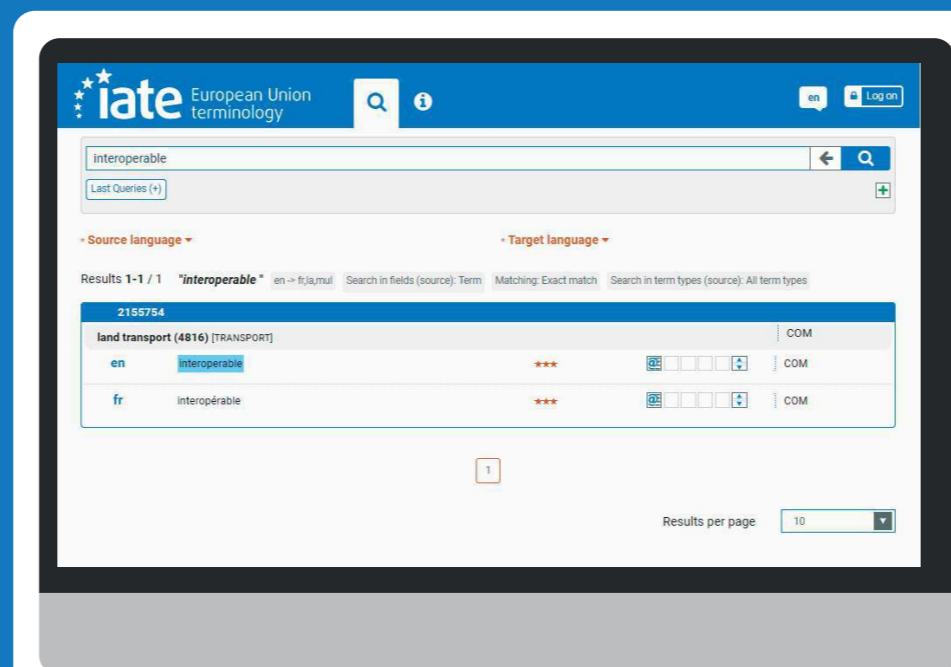 iate European Union
terminology
en
Log on
interoperable
Last Queries (+)
* Source language
* Target language
Results 1-1 / 1 "interoperable " en -> fr,la,mul Search in fields (source): Term Matching: Exact match Search in term types (source): All term types
2155754
land transport (4816) [TRANSPORT] COM
en interoperable *** COM
fr interopérable *** COM
1
Results per page 10